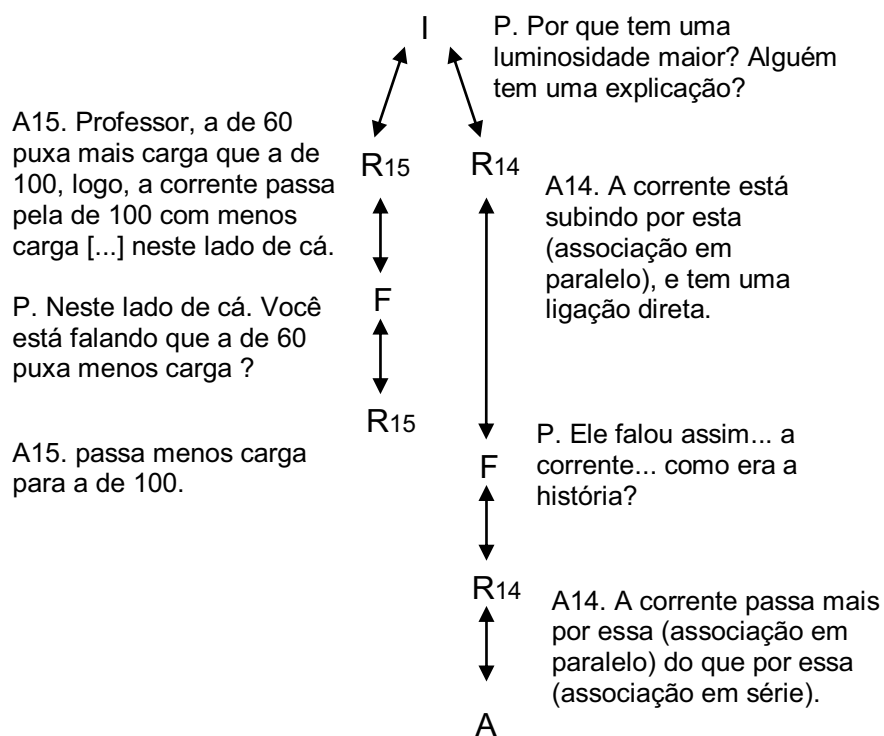 I
P. Por que tem uma
luminosidade maior? Alguém
tem uma explicação?
A15. Professor, a de 60
puxa mais carga que a de
100, logo, a corrente passa
pela de 100 com menos
carga [...] neste lado de cá.
R15
R14
A14. A corrente está
subindo por esta
(associação em
paralelo), e tem uma
ligação direta.
P. Neste lado de cá. Você
está falando que a de 60
puxa menos carga ?
F
R15
A15. passa menos carga
para a de 100.
F
P. Ele falou assim... a
corrente... como era a
história?
R14
A14. A corrente passa mais
por essa (associação em
paralelo) do que por essa
(associação em série).
A